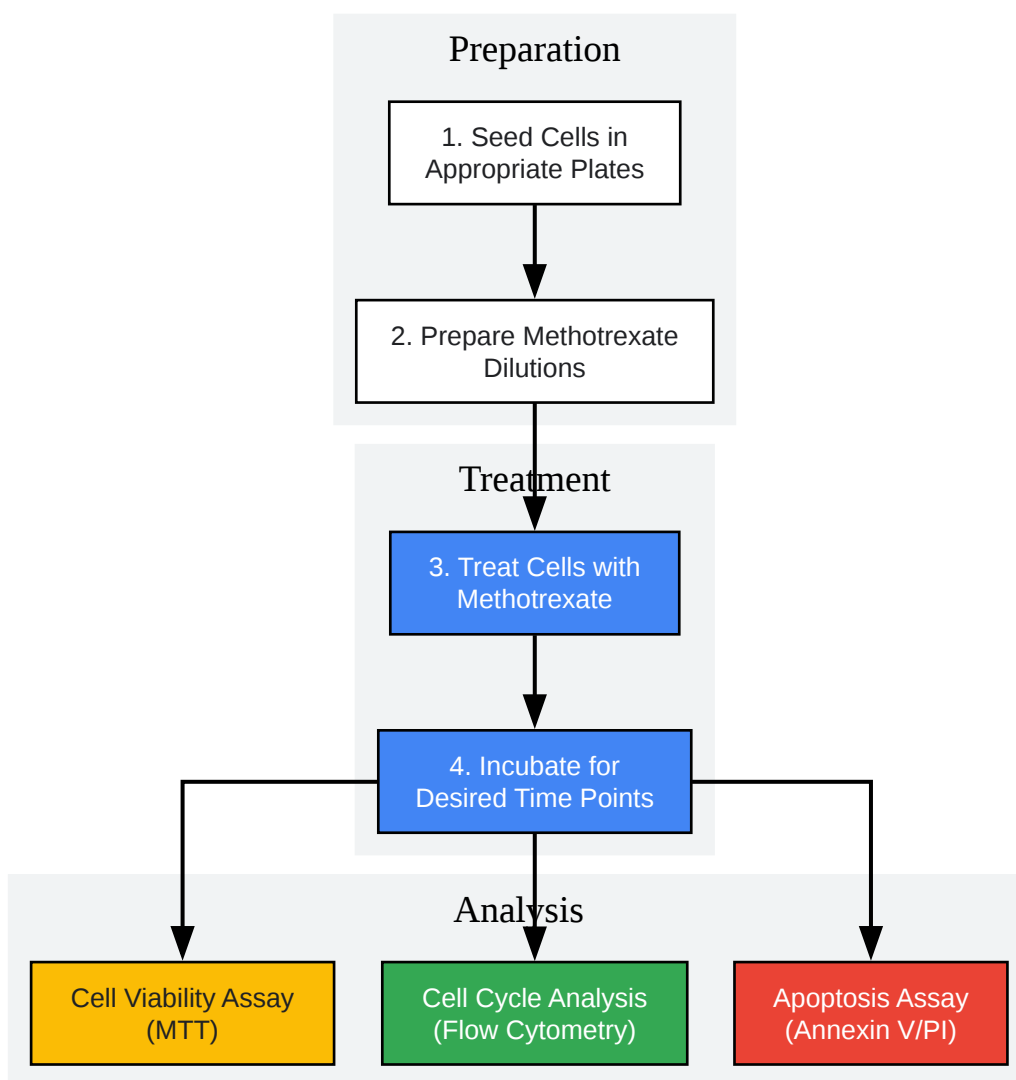 Preparation
1. Seed Cells in
Appropriate Plates
2. Prepare Methotrexate
Dilutions
Treatment
3. Treat Cells with
Methotrexate
4. Incubate for
Desired Time Points
Analysis
Cell Viability Assay
(MTT)
Cell Cycle Analysis
(Flow Cytometry)
Apoptosis Assay
(Annexin V/PI)